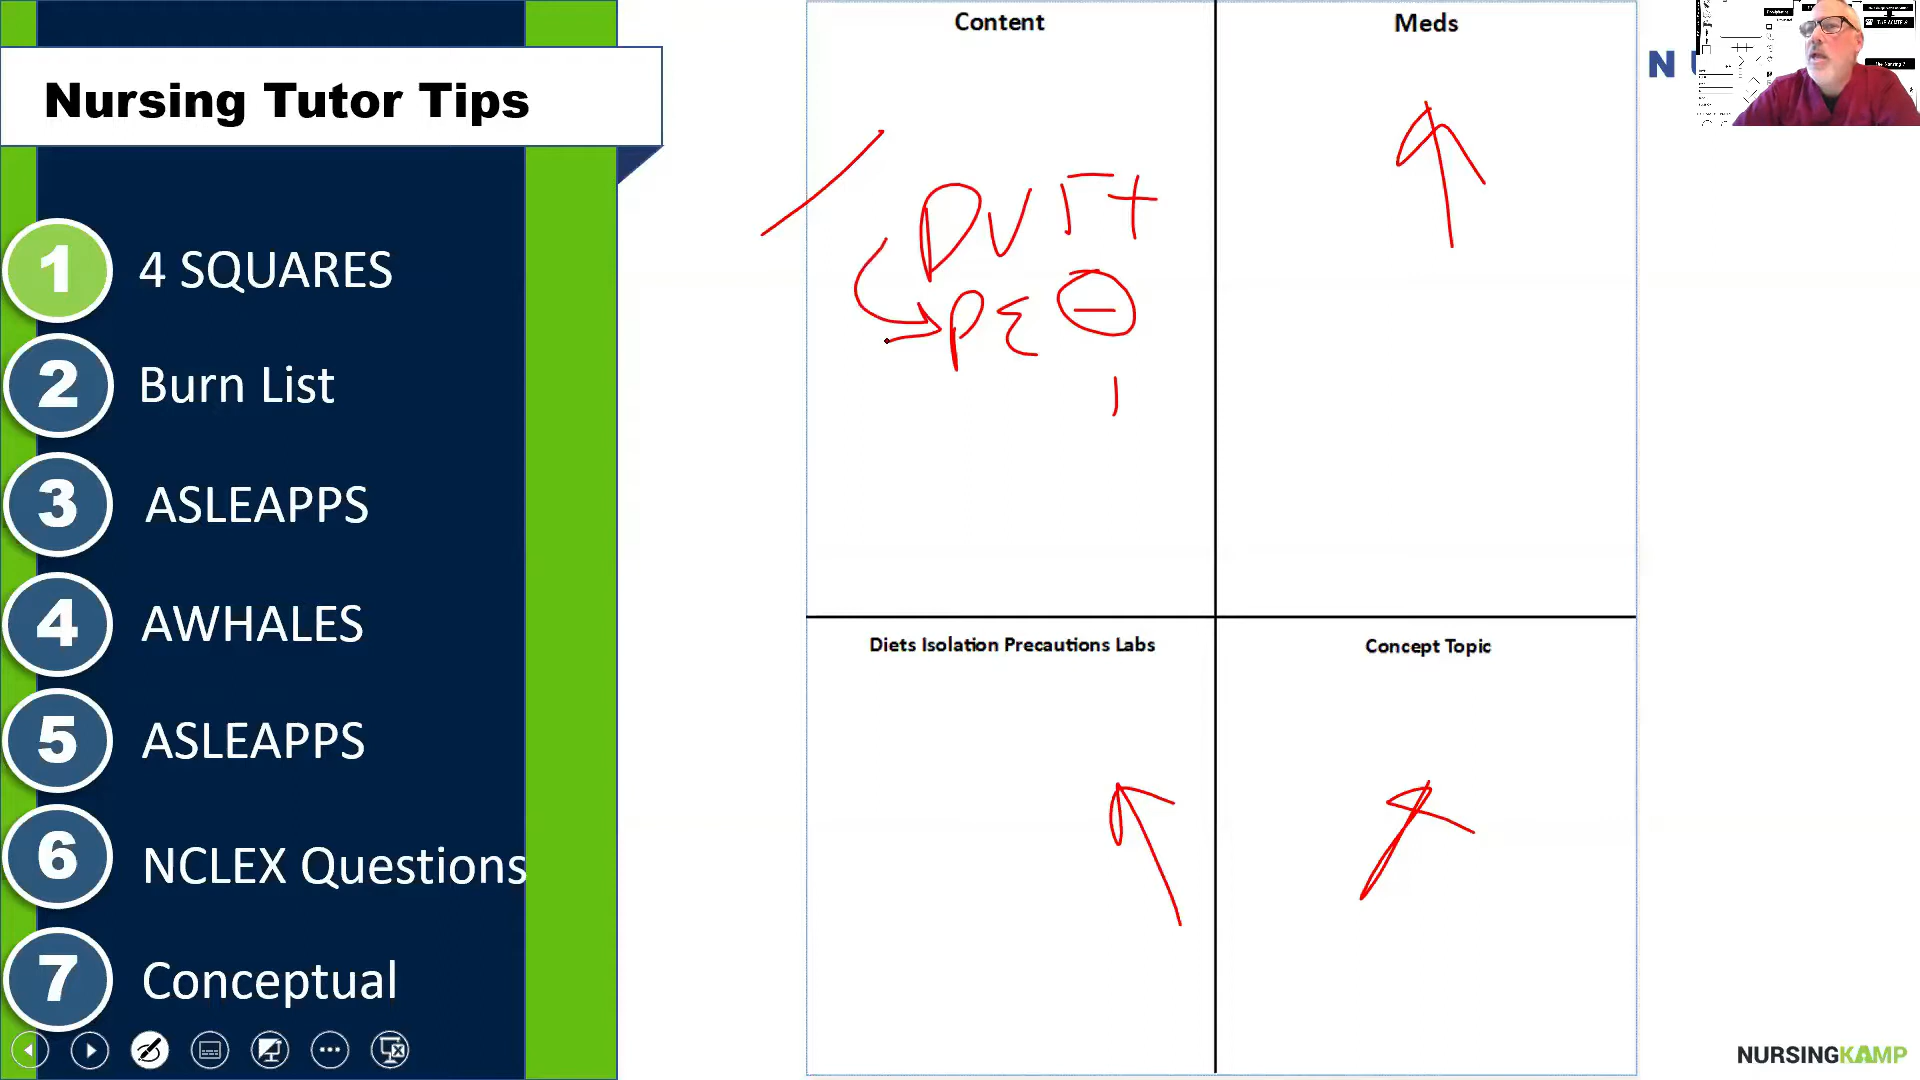 Nursing Tutor Tips
1 4 SQUARES
2 Burn List
3 ASLEAPPS
4 AWHALES
5 ASLEAPPS
6 NCLEX Questions
7 Conceptual
Content
DVT+
PE -
Meds
Diets Isolation Precautions Labs
Concept Topic
N
NURSINGKAMP